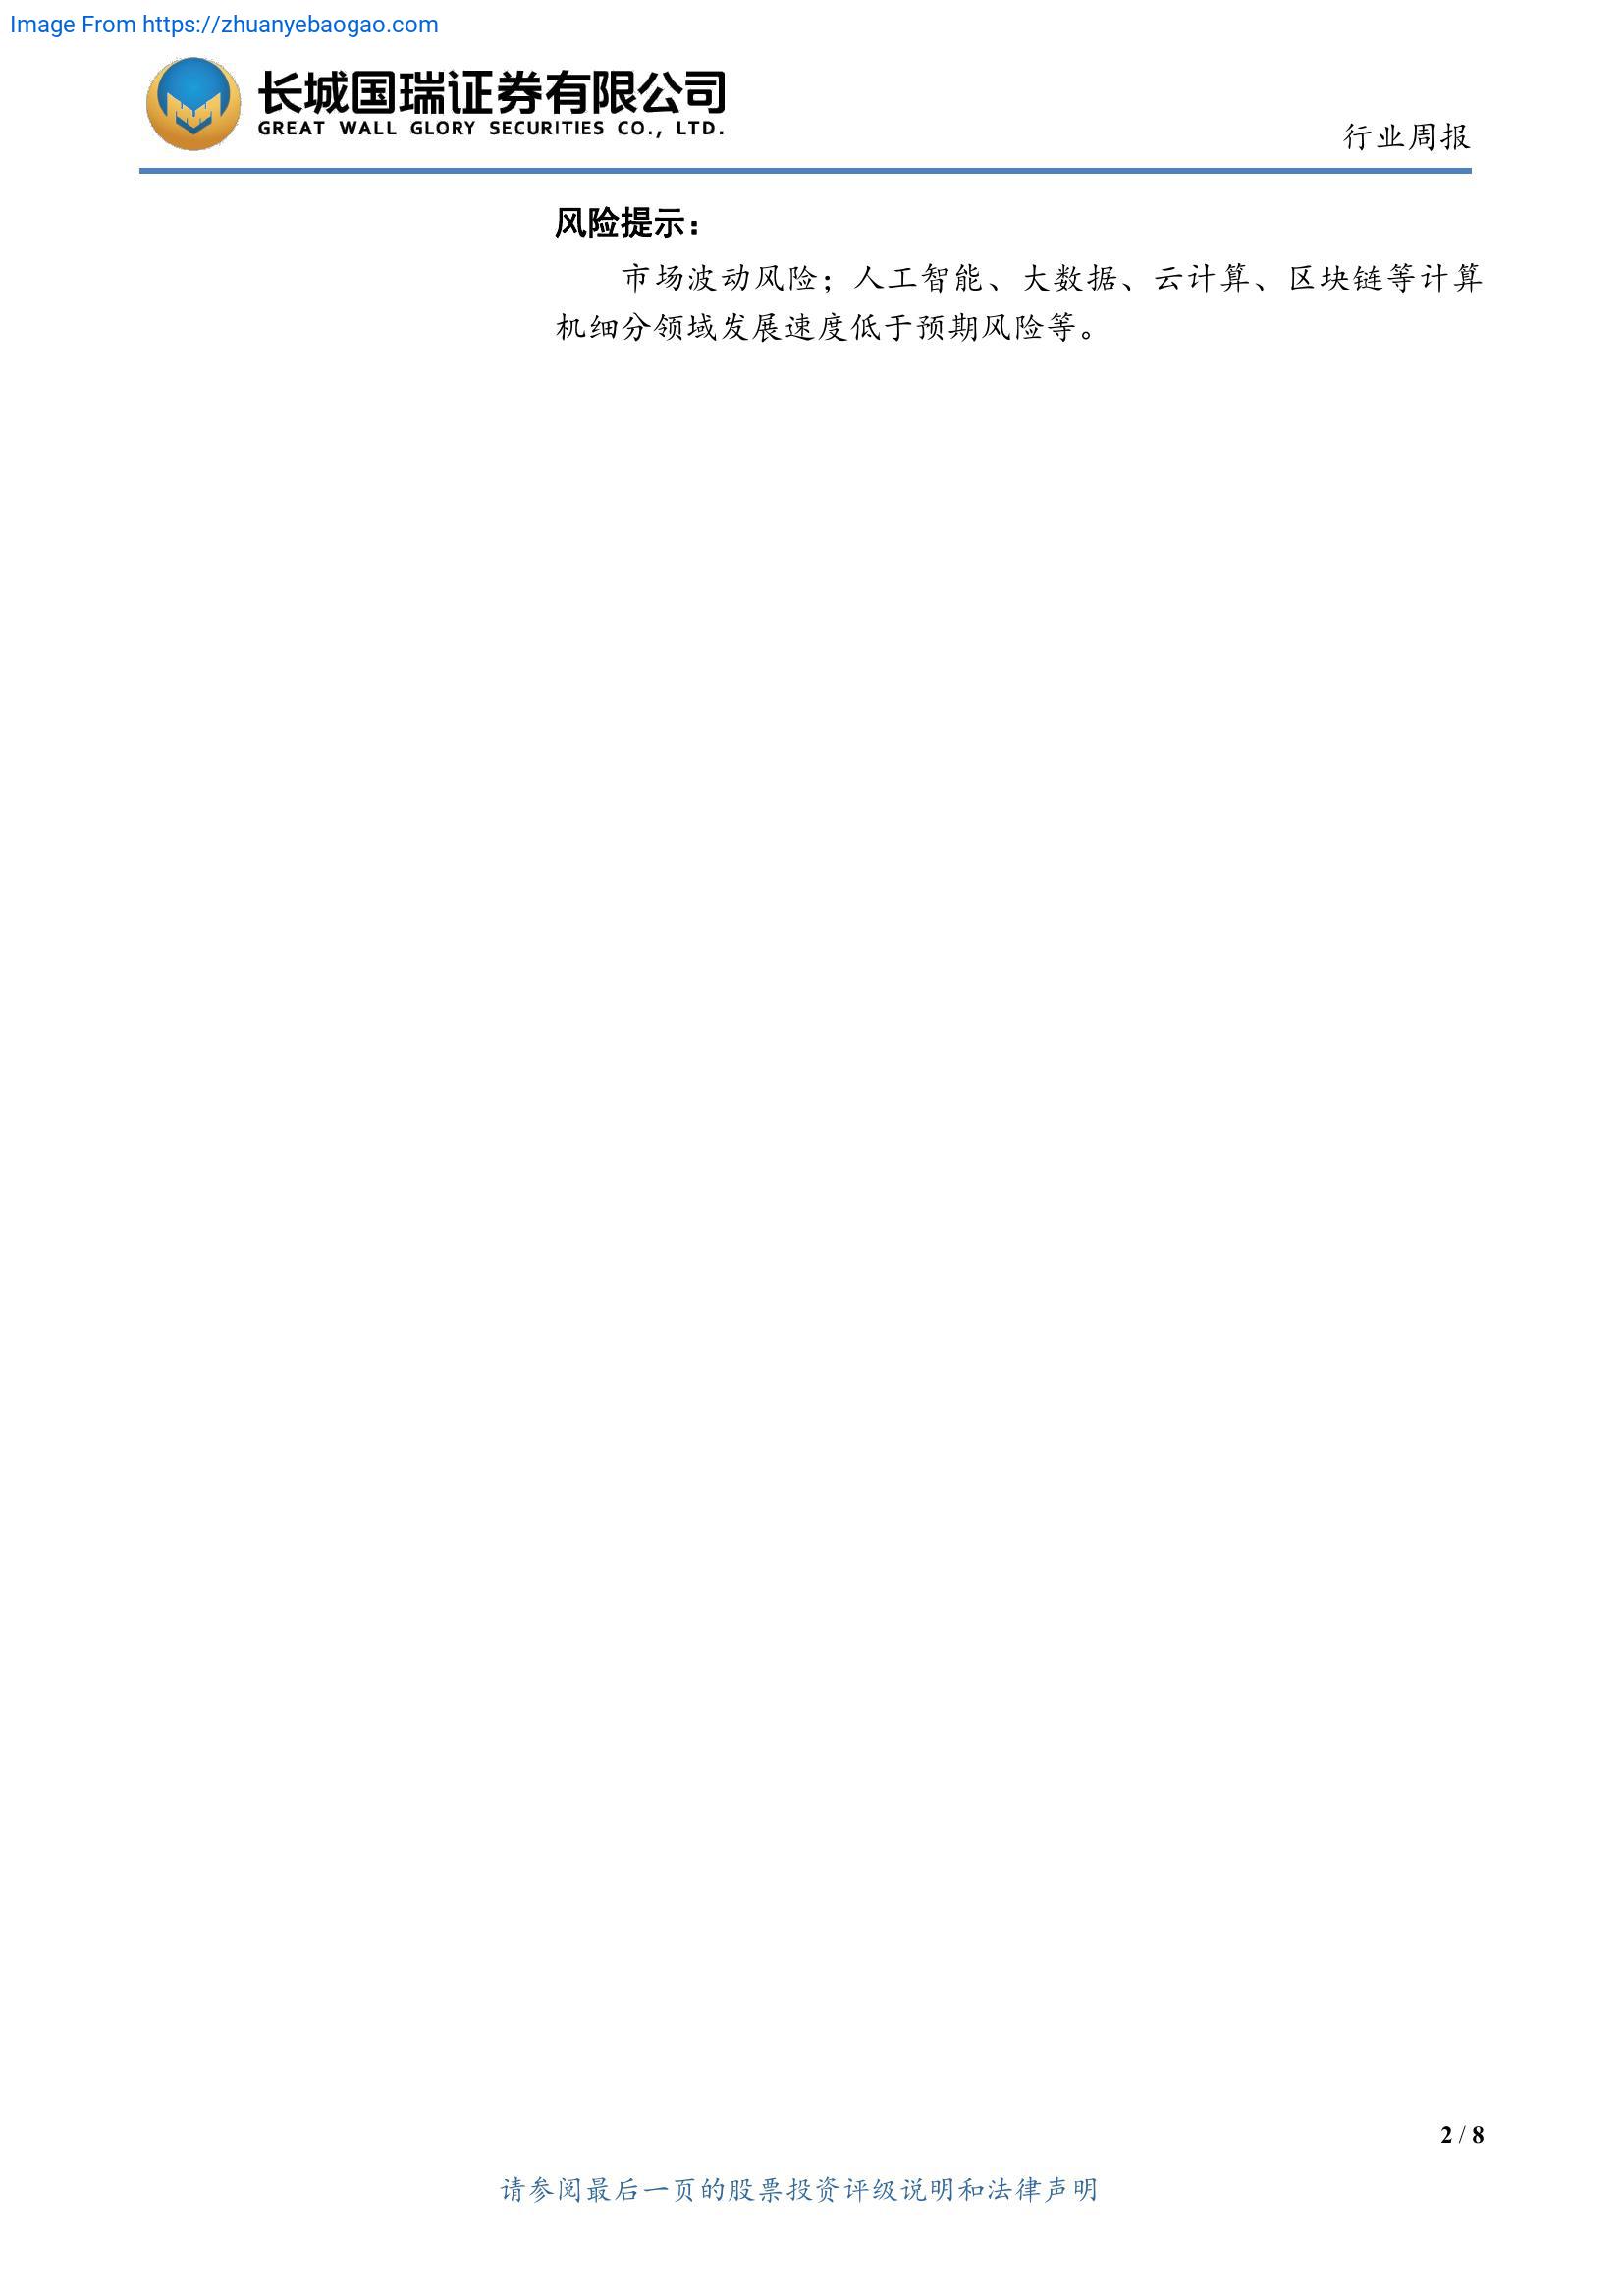 Image From https://zhuanyebaogao.com
长城国瑞证券有限公司
GREAT WALL GLORY SECURITIES CO., LTD.
行业周报
风险提示：
市场波动风险；人工智能、大数据、云计算、区块链等计算
机细分领域发展速度低于预期风险等。
2 / 8
请参阅最后一页的股票投资评级说明和法律声明